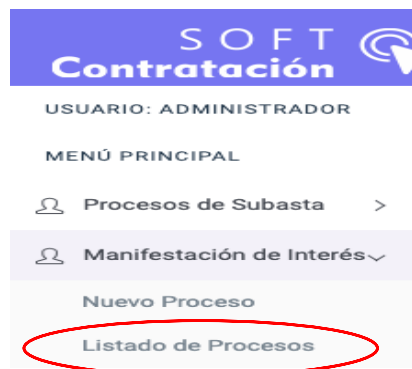 SOFT
Contratación
USUARIO: ADMINISTRADOR
MENÚ PRINCIPAL
Procesos de Subasta >
Manifestación de Interés
Nuevo Proceso
Listado de Procesos